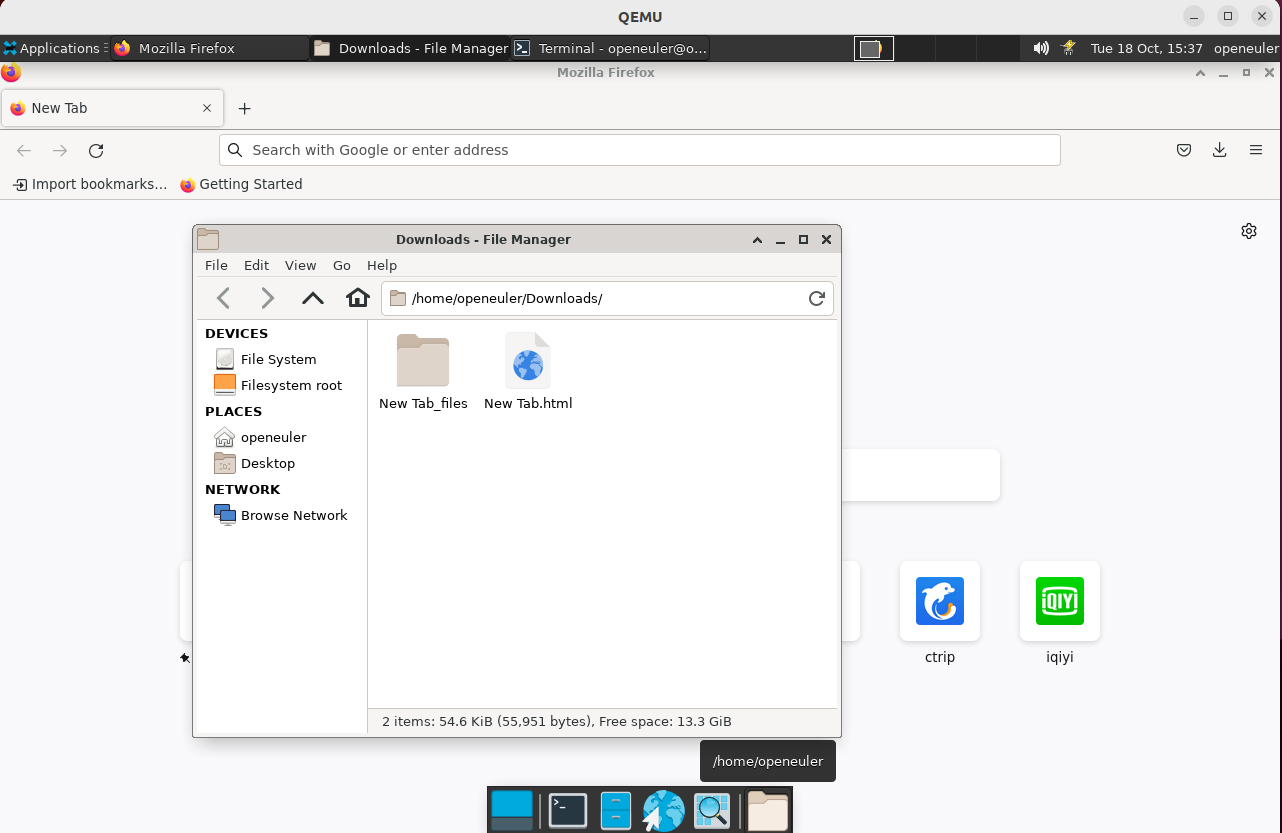 QEMU
Applications
Mozilla Firefox
Downloads - File Manager
Terminal - openeuler@o...
Tue 18 Oct, 15:37
openeuler
Mozilla Firefox
New Tab
Search with Google or enter address
Import bookmarks...
Getting Started
Downloads - File Manager
File Edit View Go Help
/home/openeuler/Downloads/
DEVICES
File System
Filesystem root
PLACES
openeuler
Desktop
NETWORK
Browse Network
New Tab_files
New Tab.html
iQIYI
ctrip
iqiyi
2 items: 54.6 KiB (55,951 bytes), Free space: 13.3 GiB
/home/openeuler